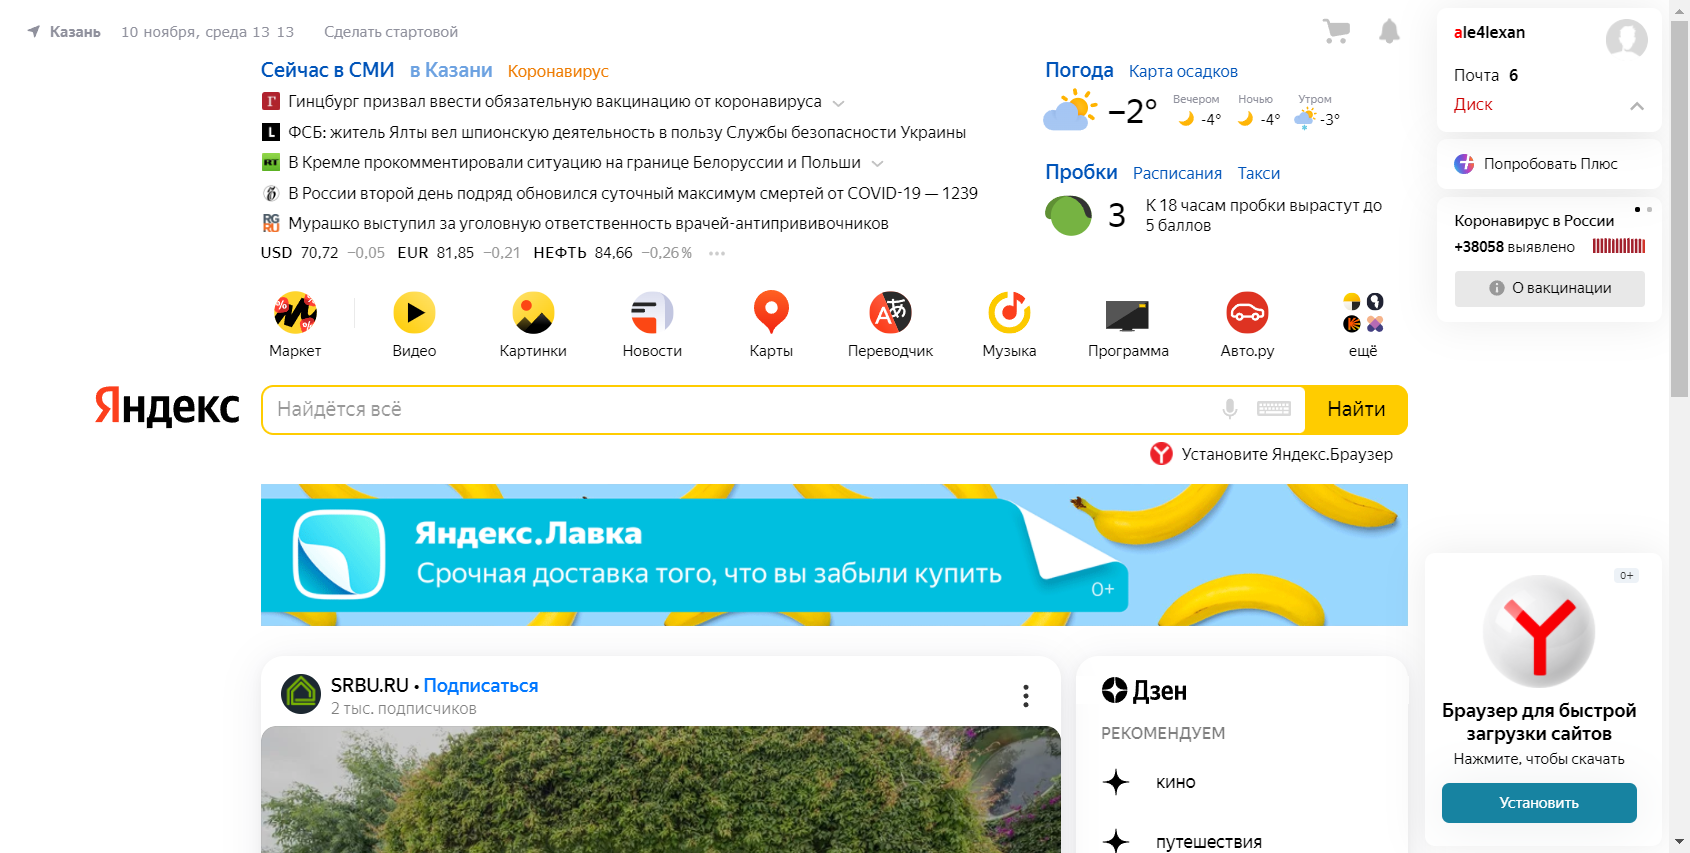 Казань 10 ноября, среда 13 13 Сделать стартовой
Сейчас в СМИ в Казани Коронавирус
Гинцбург призвал ввести обязательную вакцинацию от коронавируса
L ФСБ: житель Ялты вел шпионскую деятельность в пользу Службы безопасности Украины
RT В Кремле прокомментировали ситуацию на границе Белоруссии и Польши
В России второй день подряд обновился суточный максимум смертей от COVID-19 — 1239
RG RU Мурашко выступил за уголовную ответственность врачей-антипрививочников
USD 70,72 −0,05 EUR 81,85 −0,21 НЕФТЬ 84,66 −0,26% •••
Погода Карта осадков
−2° Вечером -4° Ночью -4° Утром -3°
Пробки Расписания Такси
3 К 18 часам пробки вырастут до
5 баллов
ale4lexan
Почта 6
Диск
Попробовать Плюс
Коронавирус в России
+38058 выявлено
О вакцинации
Маркет Видео Картинки Новости Карты Переводчик Музыка Программа Авто.ру ещё
Яндекс Найдётся всё Найти
Установите Яндекс.Браузер
Яндекс.Лавка
Срочная доставка того, что вы забыли купить
0+
SRBU.RU • Подписаться
2 тыс. подписчиков
Дзен
РЕКОМЕНДУЕМ
кино
путешествия
0+
Браузер для быстрой
загрузки сайтов
Нажмите, чтобы скачать
Установить